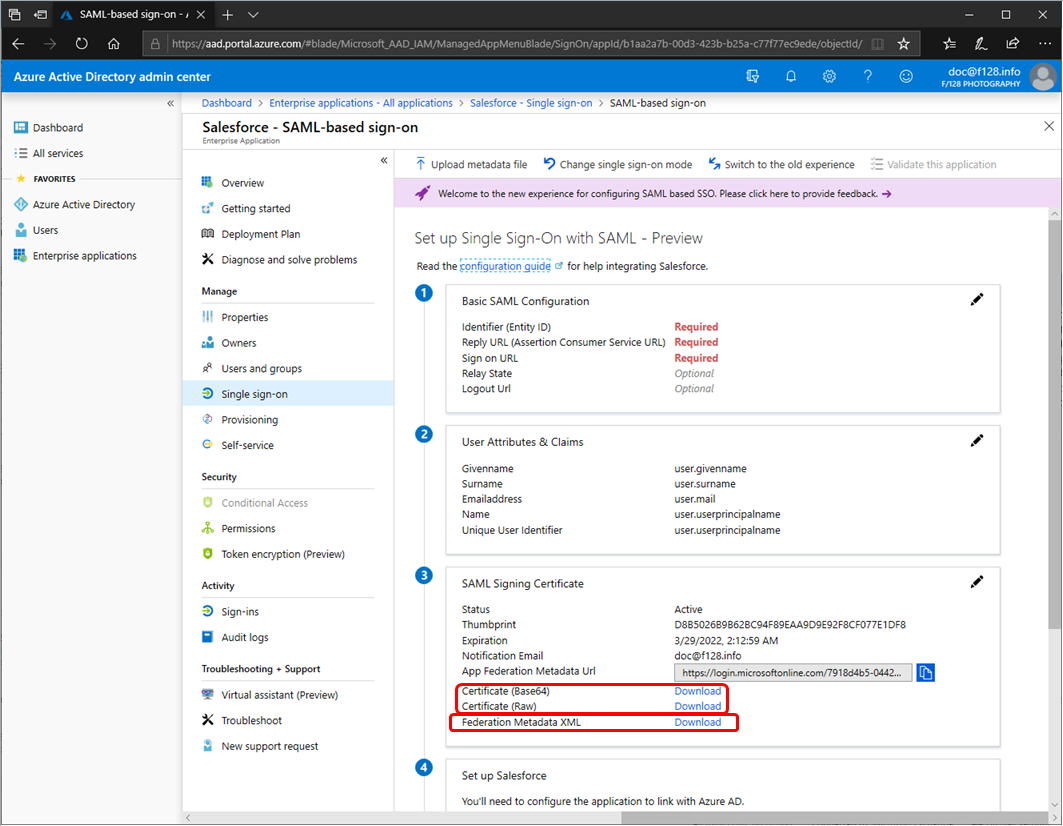 SAML-based sign-on - A
https://aad.portal.azure.com/#blade/Microsoft_AAD_IAM/ManagedAppMenuBlade/SignOn/appId/b1aa2a7b-00d3-423b-b25a-c77f77ec9ede/objectId/
Azure Active Directory admin center
doc@f128.info
F/128 PHOTOGRAPHY
Dashboard
All services
FAVORITES
Azure Active Directory
Users
Enterprise applications
Dashboard > Enterprise applications - All applications > Salesforce - Single sign-on > SAML-based sign-on
Salesforce - SAML-based sign-on
Enterprise Application
Overview
Getting started
Deployment Plan
Diagnose and solve problems
Manage
Properties
Owners
Users and groups
Single sign-on
Provisioning
Self-service
Security
Conditional Access
Permissions
Token encryption (Preview)
Activity
Sign-ins
Audit logs
Troubleshooting + Support
Virtual assistant (Preview)
Troubleshoot
New support request
Upload metadata file Change single sign-on mode Switch to the old experience Validate this application
Welcome to the new experience for configuring SAML based SSO. Please click here to provide feedback. →
Set up Single Sign-On with SAML - Preview
Read the configuration guide for help integrating Salesforce.
1
Basic SAML Configuration
Identifier (Entity ID) Required
Reply URL (Assertion Consumer Service URL) Required
Sign on URL Required
Relay State Optional
Logout Url Optional
2
User Attributes & Claims
Givenname user.givenname
Surname user.surname
Emailaddress user.mail
Name user.userprincipalname
Unique User Identifier user.userprincipalname
3
SAML Signing Certificate
Status Active
Thumbprint D8B5026B9B62BC94F89EAA9D9E92F8CF077E1DF8
Expiration 3/29/2022, 2:12:59 AM
Notification Email doc@f128.info
App Federation Metadata Url https://login.microsoftonline.com/7918d4b5-0442...
Certificate (Base64) Download
Certificate (Raw) Download
Federation Metadata XML Download
4
Set up Salesforce
You'll need to configure the application to link with Azure AD.